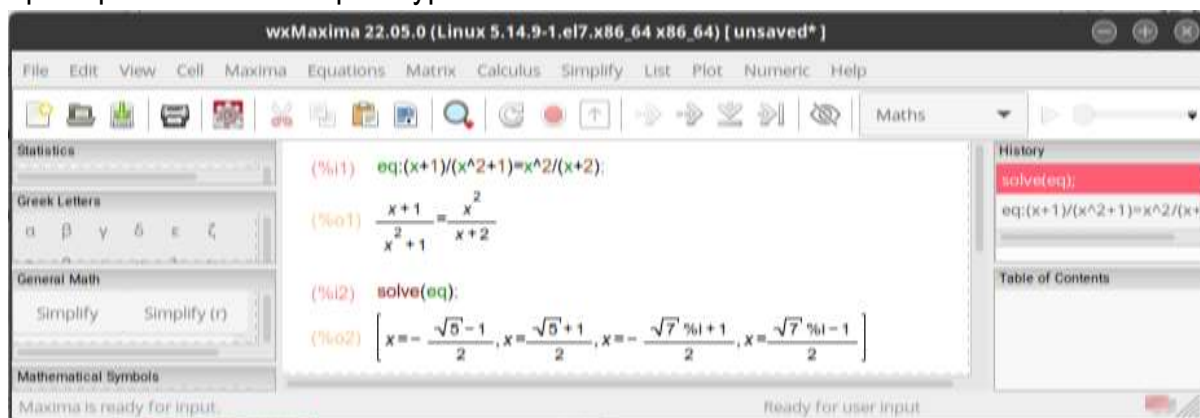 wxMaxima 22.05.0 (Linux 5.14.9-1.el7.x86_64 x86_64) [ unsaved* ]
File Edit View Cell Maxima Equations Matrix Calculus Simplify List Plot Numeric Help
Maths
Statistics
Greek Letters
α β γ δ ε ζ
General Math
Simplify Simplify (r)
Mathematical Symbols
(%i1) eq:(x+1)/(x^2+1)=x^2/(x+2);
(%o1) (x+1)/(x^2+1)=x^2/(x+2)
(%i2) solve(eq);
(%o2) [x=-(√5-1)/2, x=(√5+1)/2, x=-(√7 %i+1)/2, x=(√7 %i-1)/2]
History
solve(eq);
eq:(x+1)/(x^2+1)=x^2/(x+
Table of Contents
Maxima is ready for input.
Ready for user input